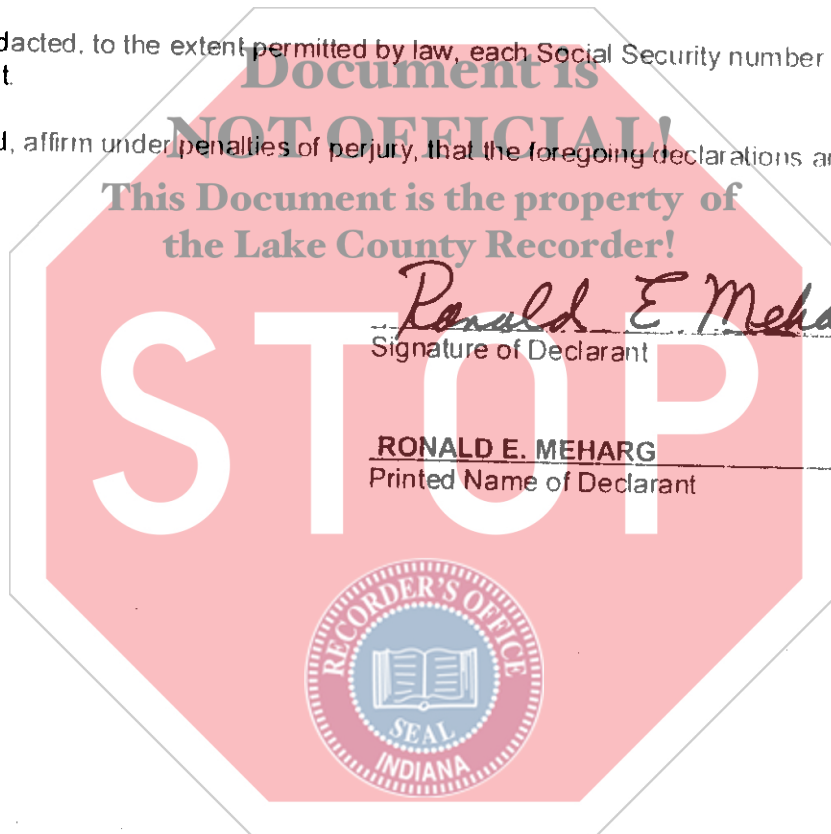 dacted, to the extent permitted by law, each Social Security number
t.
Document is
NOT OFFICIAL!
d, affirm under penalties of perjury, that the foregoing declarations a
This Document is the property of
the Lake County Recorder!
Ronald E. Meha
Signature of Declarant
STOP
RONALD E. MEHARG
Printed Name of Declarant
RECORDER'S OFFICE
SEAL
INDIANA